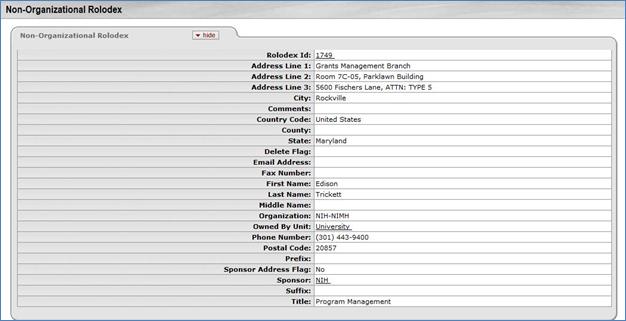 Non-Organizational Rolodex
Non-Organizational Rolodex
hide
Rolodex Id: 1749
Address Line 1: Grants Management Branch
Address Line 2: Room 7C-05, Parklawn Building
Address Line 3: 5600 Fischers Lane, ATTN: TYPE 5
City: Rockville
Comments:
Country Code: United States
County:
State: Maryland
Delete Flag:
Email Address:
Fax Number:
First Name: Edison
Last Name: Trickett
Middle Name:
Organization: NIH-NIMH
Owned By Unit: University
Phone Number: (301) 443-9400
Postal Code: 20857
Prefix:
Sponsor Address Flag: No
Sponsor: NIH
Suffix:
Title: Program Management